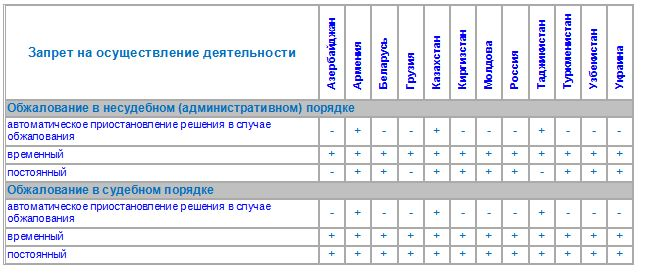 Запрет на осуществление деятельности
Азербайджан Армения Беларусь Грузия Казахстан Киргизстан Молдова Россия Таджикистан Туркменистан Узбекистан Украина
Обжалование в несудебном (административном) порядке
автоматическое приостановление решения в случае
обжалования - + - - + - - - + - - -
временный + + + + + + + + + + + +
постоянный - + + - + + + + - + + +
Обжалование в судебном порядке
автоматическое приостановление решения в случае
обжалования - + - - + - - - + - - -
временный + + + + + + + + + + + +
постоянный + + + + + + + + + + + +